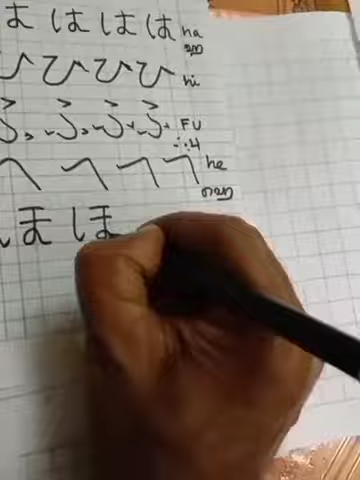 は は は は ha
ひ ひ ひ ひ hi
ふ ふ ふ ふ FU
へ へ へ へ he
ほ ほ